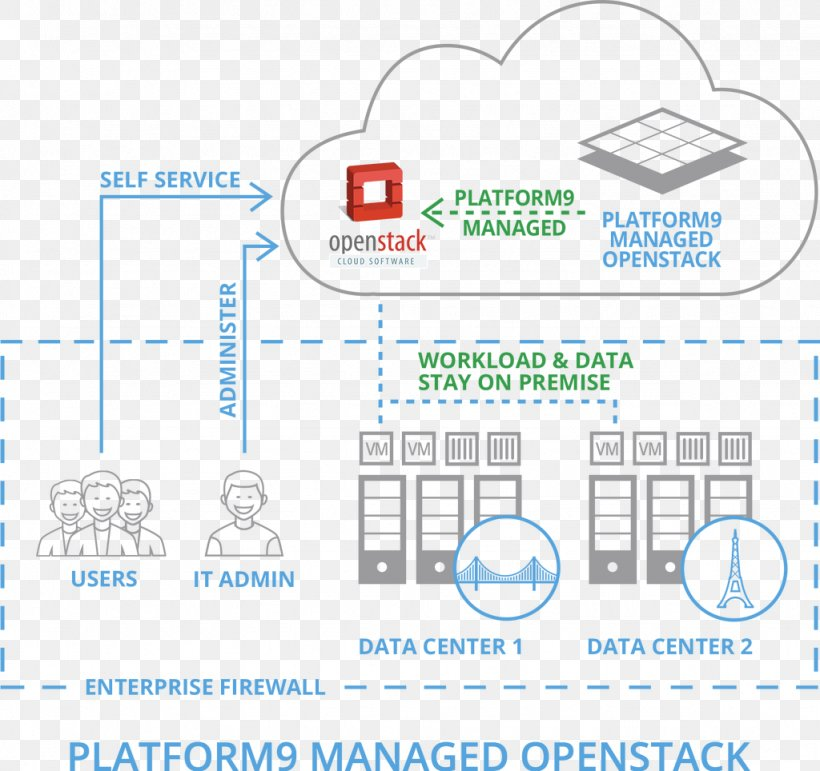 SELF SERVICE
ADMINISTER
openstack
CLOUD SOFTWARE
PLATFORM9
MANAGED
PLATFORM9
MANAGED
OPENSTACK
WORKLOAD & DATA
STAY ON PREMISE
VM
VM
VM
VM
USERS
IT ADMIN
DATA CENTER 1
DATA CENTER 2
ENTERPRISE FIREWALL
PLATFORM9 MANAGED OPENSTACK